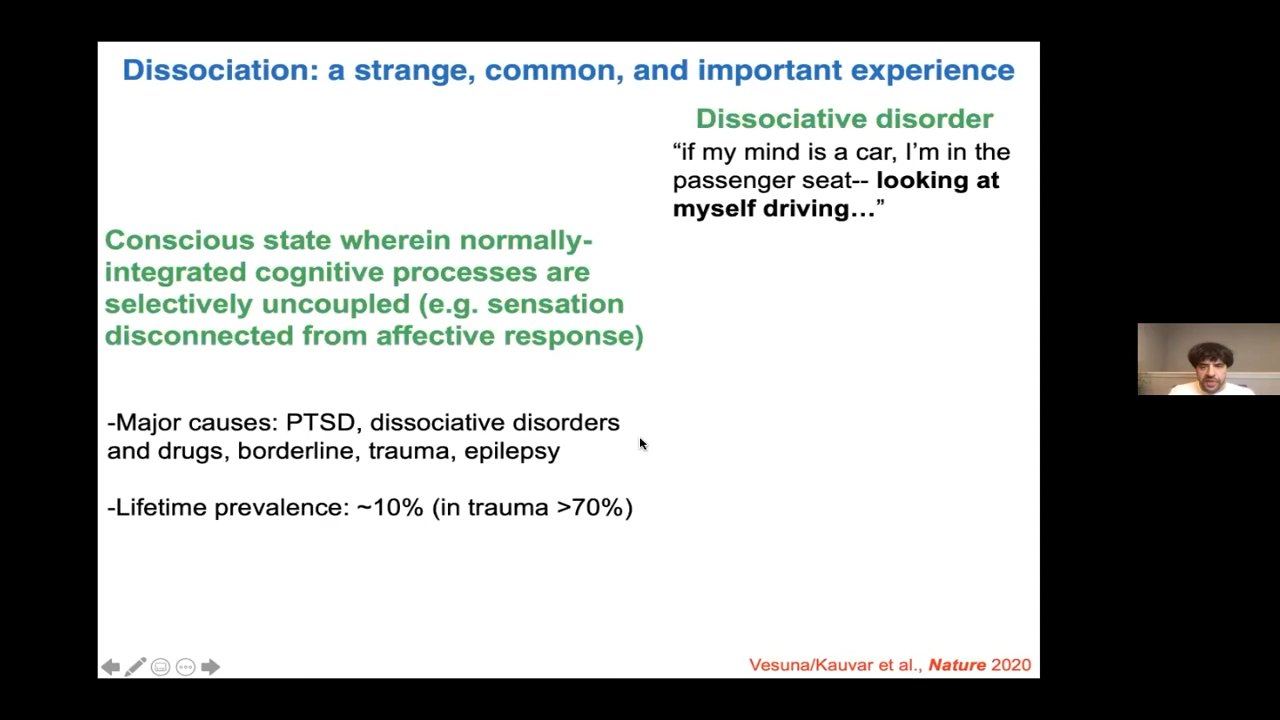 Dissociation: a strange, common, and important experience
Dissociative disorder
“if my mind is a car, I’m in the
passenger seat-- looking at
myself driving…”
Conscious state wherein normally-
integrated cognitive processes are
selectively uncoupled (e.g. sensation
disconnected from affective response)
-Major causes: PTSD, dissociative disorders
and drugs, borderline, trauma, epilepsy
-Lifetime prevalence: ~10% (in trauma >70%)
Vesuna/Kauvar et al., Nature 2020